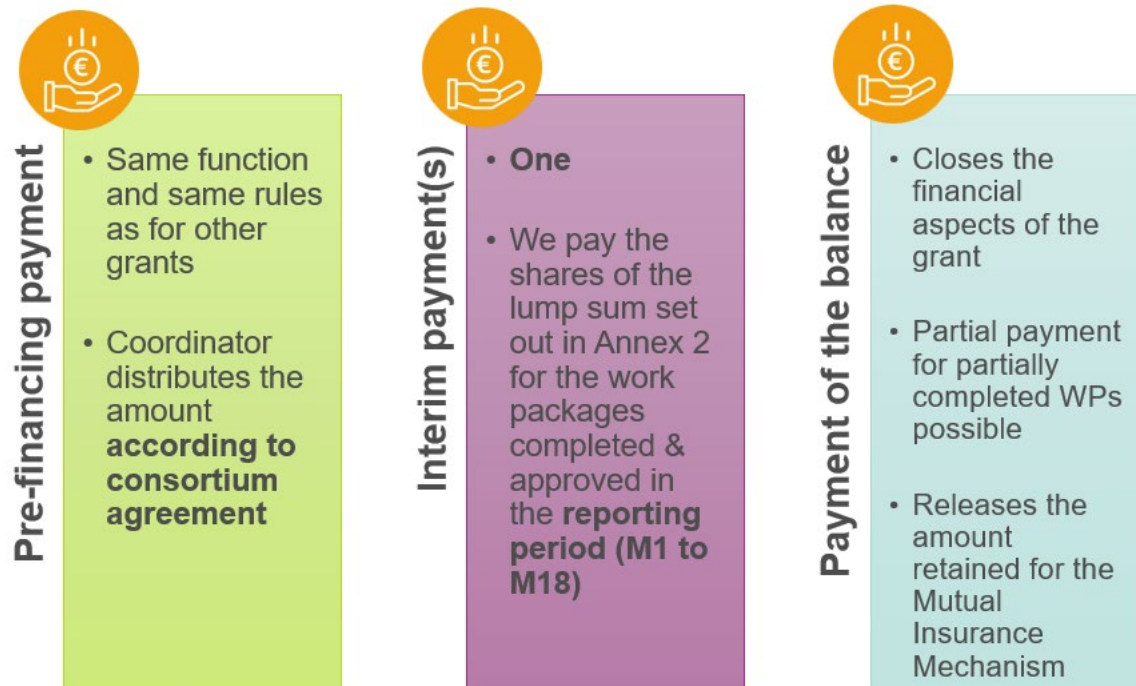 Pre-financing payment
• Same function
and same rules
as for other
grants
• Coordinator
distributes the
amount
according to
consortium
agreement
Interim payment(s)
• One
• We pay the
shares of the
lump sum set
out in Annex 2
for the work
packages
completed &
approved in
the reporting
period (M1 to
M18)
Payment of the balance
• Closes the
financial
aspects of the
grant
• Partial payment
for partially
completed WPs
possible
• Releases the
amount
retained for the
Mutual
Insurance
Mechanism